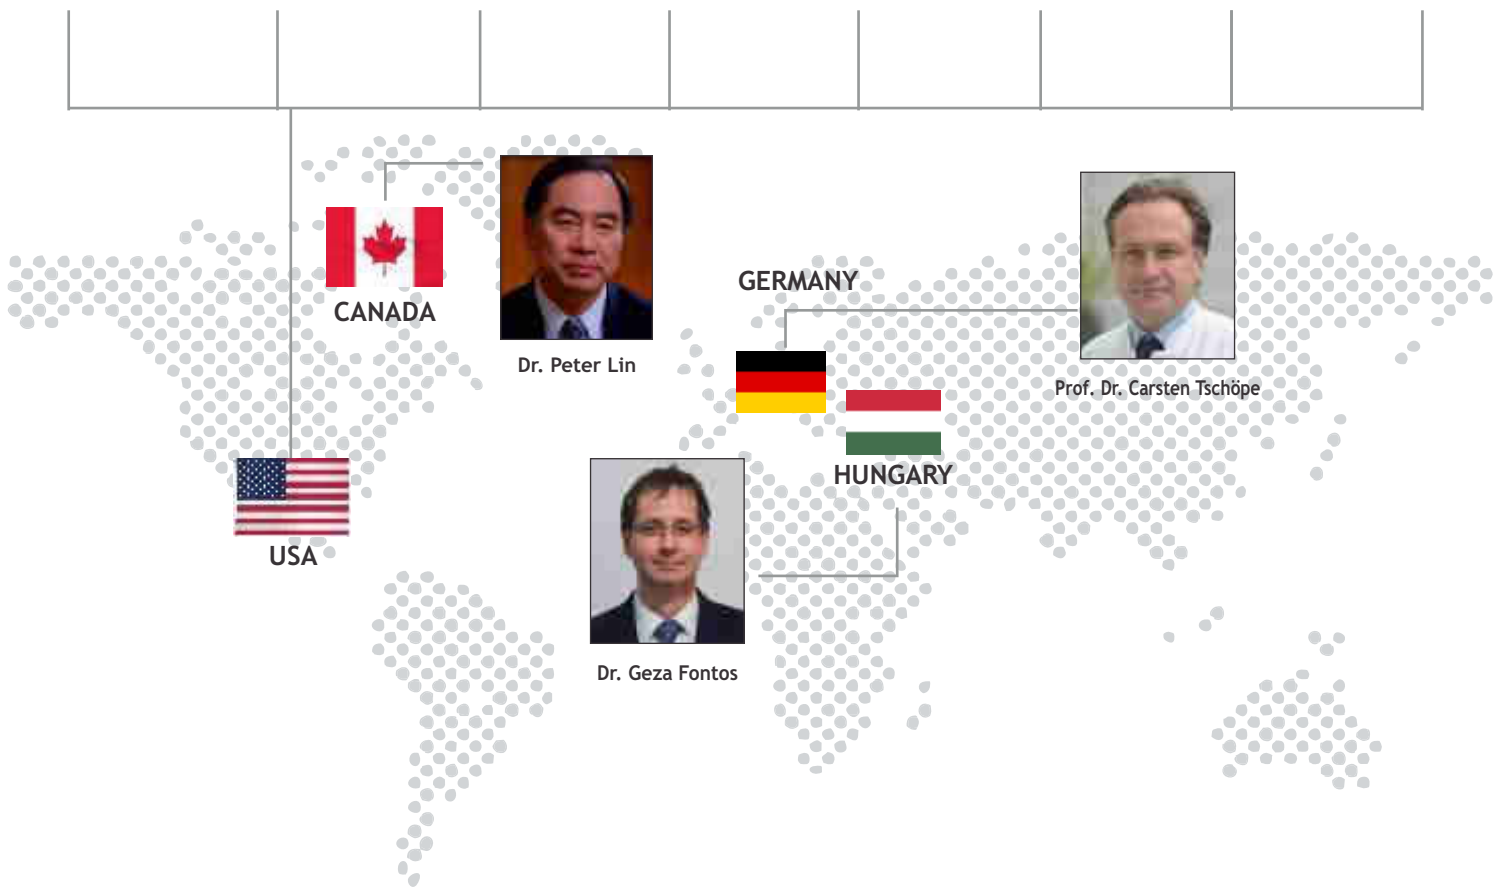 CANADA
Dr. Peter Lin
GERMANY
Prof. Dr. Carsten Tschöpe
HUNGARY
USA
Dr. Geza Fontos